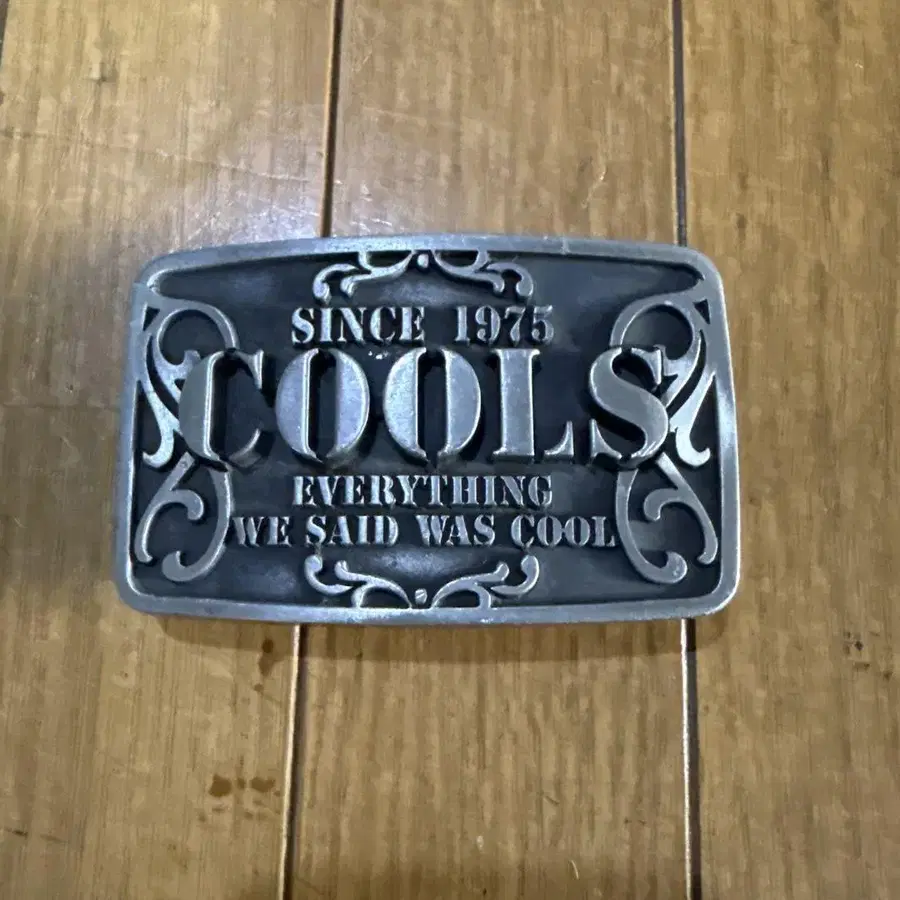 SINCE 1975
COOLS
EVERYTHING
WE SAID WAS COOL